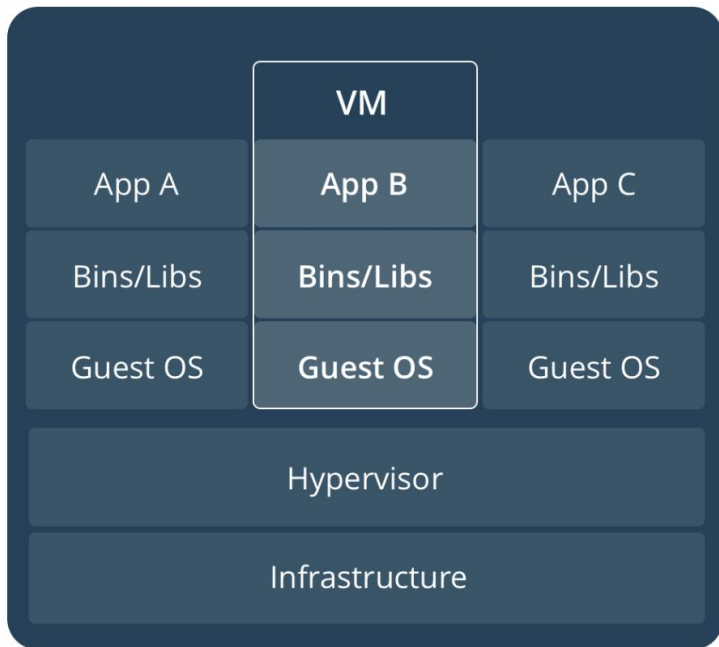 VM
App A
App B
App C
Bins/Libs
Bins/Libs
Bins/Libs
Guest OS
Guest OS
Guest OS
Hypervisor
Infrastructure